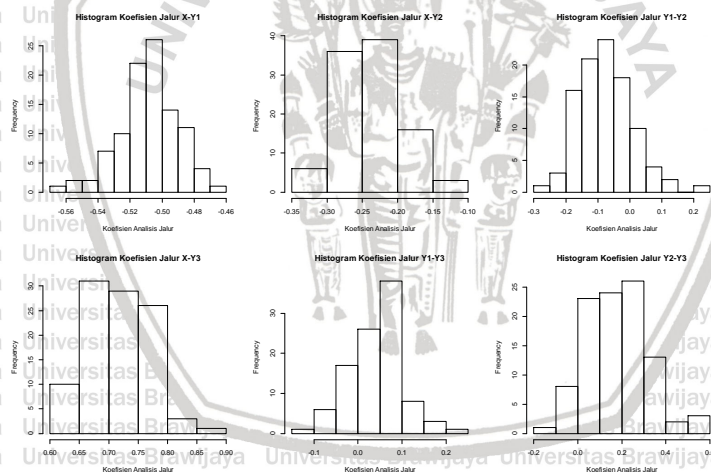 Histogram Koefisien Jalur X-Y1
Frequency
0 5 10 15 20 25
-0.56 -0.54 -0.52 -0.50 -0.48 -0.46
Koefisien Analisis Jalur
Histogram Koefisien Jalur X-Y2
Frequency
0 10 20 30 40
-0.35 -0.30 -0.25 -0.20 -0.15 -0.10
Koefisien Analisis Jalur
Histogram Koefisien Jalur Y1-Y2
Frequency
0 5 10 15 20
-0.3 -0.2 -0.1 0.0 0.1 0.2
Koefisien Analisis Jalur
Histogram Koefisien Jalur X-Y3
Frequency
0 5 10 15 20 25 30
0.60 0.65 0.70 0.75 0.80 0.85 0.90
Koefisien Analisis Jalur
Histogram Koefisien Jalur Y1-Y3
Frequency
0 10 20 30
-0.1 0.0 0.1 0.2
Koefisien Analisis Jalur
Histogram Koefisien Jalur Y2-Y3
Frequency
0 5 10 15 20 25
-0.2 0.0 0.2 0.4
Koefisien Analisis Jalur
Universitas Brawijaya Universitas Brawijaya Universitas Brawijaya